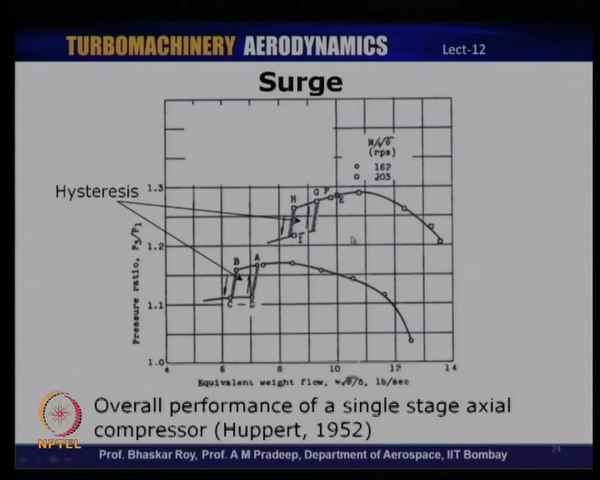 TURBOMACHINERY AERODYNAMICS
Lect-12
Surge
Hysteresis
N/√θ
(rps)
162
203
1.3
1.2
1.1
1.0
Pressure ratio, P3/P1
H G F E
I
B A
C - D
4 6 8 10 12 14
Equivalent weight flow, w√θ/δ, lb/sec
Overall performance of a single stage axial
compressor (Huppert, 1952)
NPTEL
Prof. Bhaskar Roy, Prof. A M Pradeep, Department of Aerospace, IIT Bombay
24